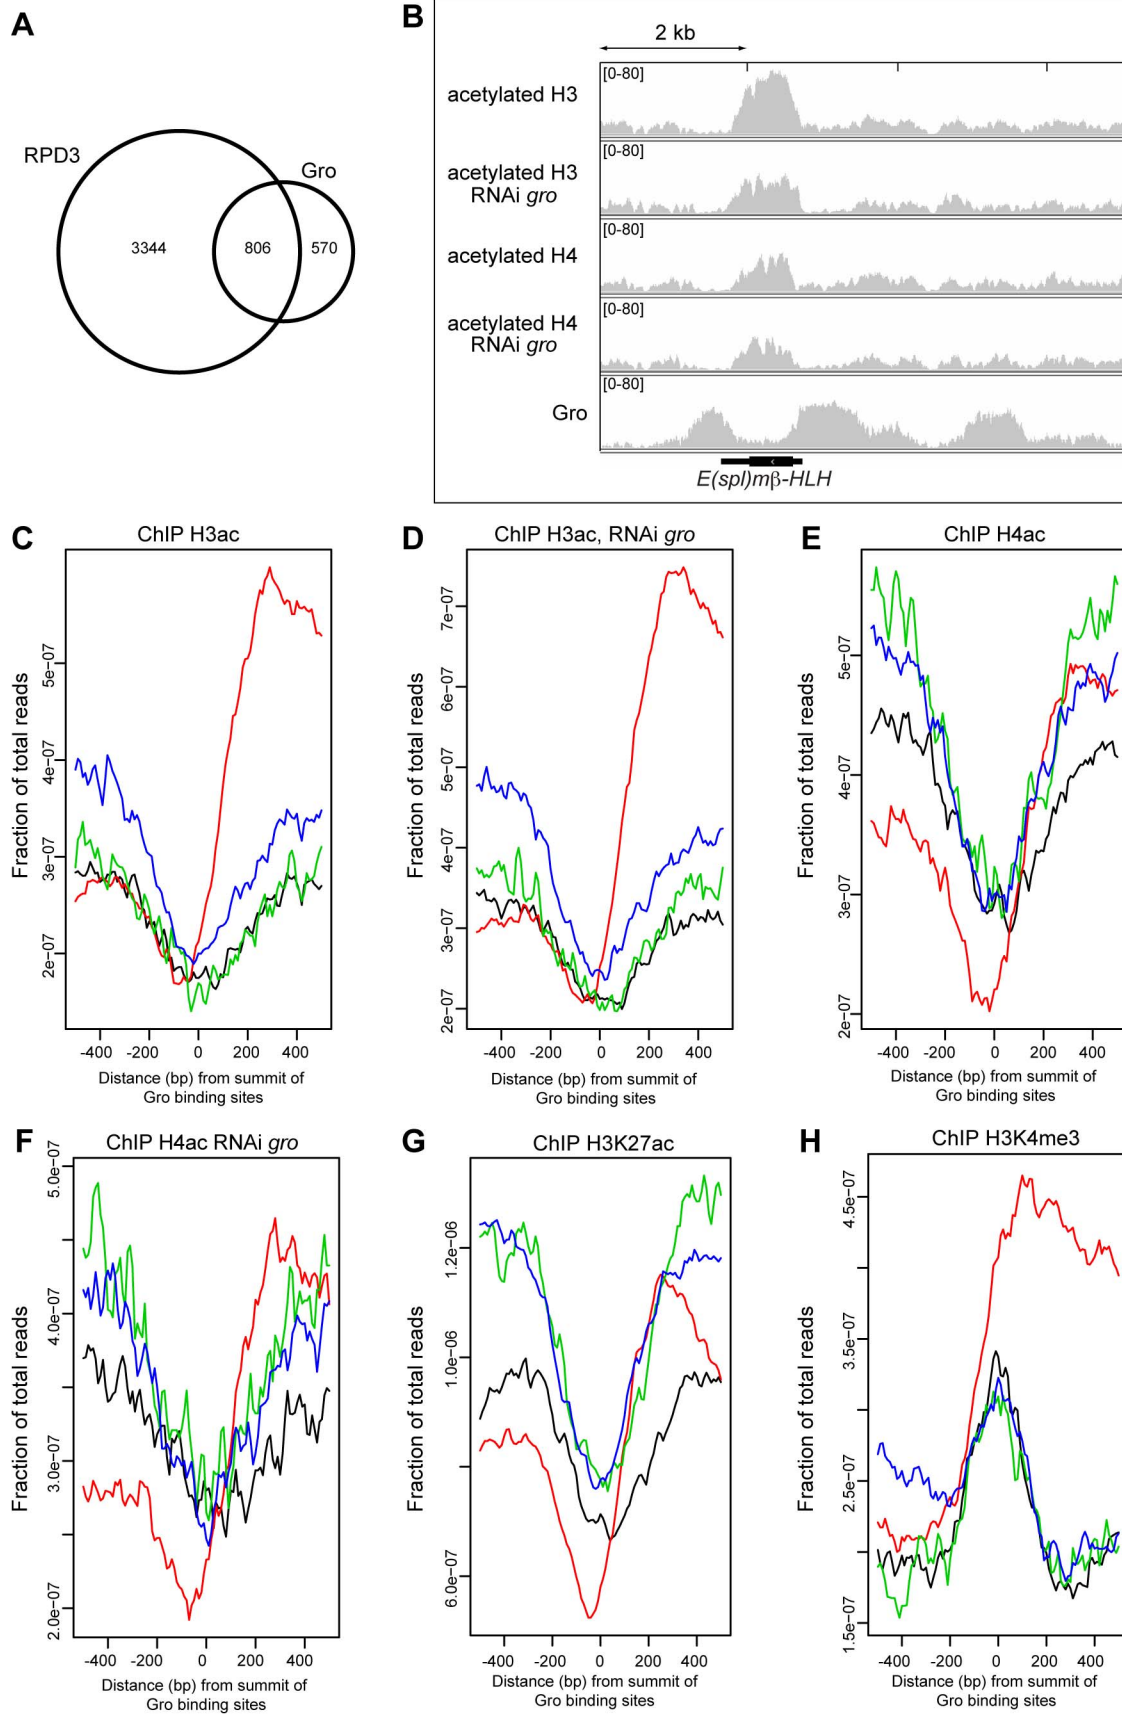 A
RPD3
Gro
3344
806
570
B
2 kb
acetylated H3
[0-80]
acetylated H3
RNAi gro
[0-80]
acetylated H4
[0-80]
acetylated H4
RNAi gro
[0-80]
Gro
[0-80]
E(spl)mβ-HLH
C
ChIP H3ac
Fraction of total reads
2e−07
3e−07
4e−07
5e−07
-400
-200
0
200
400
Distance (bp) from summit of
Gro binding sites
D
ChIP H3ac, RNAi gro
Fraction of total reads
2e−07
3e−07
4e−07
5e−07
6e−07
7e−07
-400
-200
0
200
400
Distance (bp) from summit of
Gro binding sites
E
ChIP H4ac
Fraction of total reads
2e−07
3e−07
4e−07
5e−07
-400
-200
0
200
400
Distance (bp) from summit of
Gro binding sites
F
ChIP H4ac RNAi gro
Fraction of total reads
2.0e−07
3.0e−07
4.0e−07
5.0e−07
-400
-200
0
200
400
Distance (bp) from summit of
Gro binding sites
G
ChIP H3K27ac
Fraction of total reads
6.0e−07
1.0e−06
1.2e−06
-400
-200
0
200
400
Distance (bp) from summit of
Gro binding sites
H
ChIP H3K4me3
Fraction of total reads
1.5e−07
2.5e−07
3.5e−07
4.5e−07
-400
-200
0
200
400
Distance (bp) from summit of
Gro binding sites